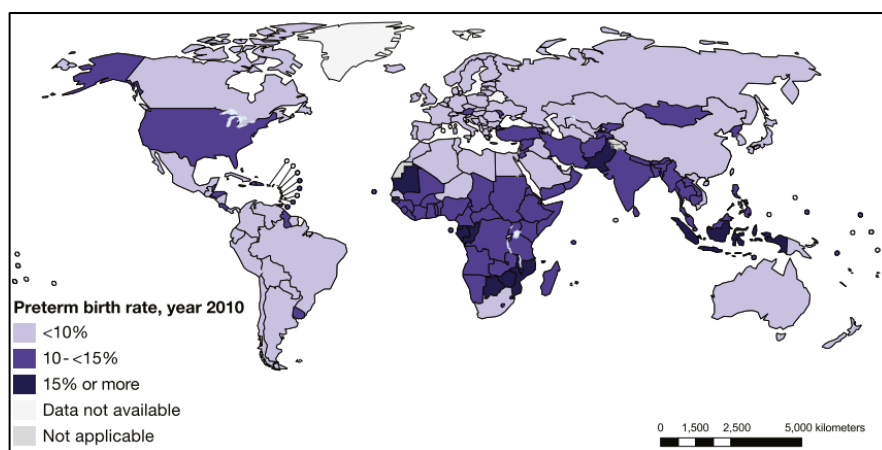 Preterm birth rate, year 2010
<10%
10-<15%
15% or more
Data not available
Not applicable
0 1,500 2,500 5,000 kilometers